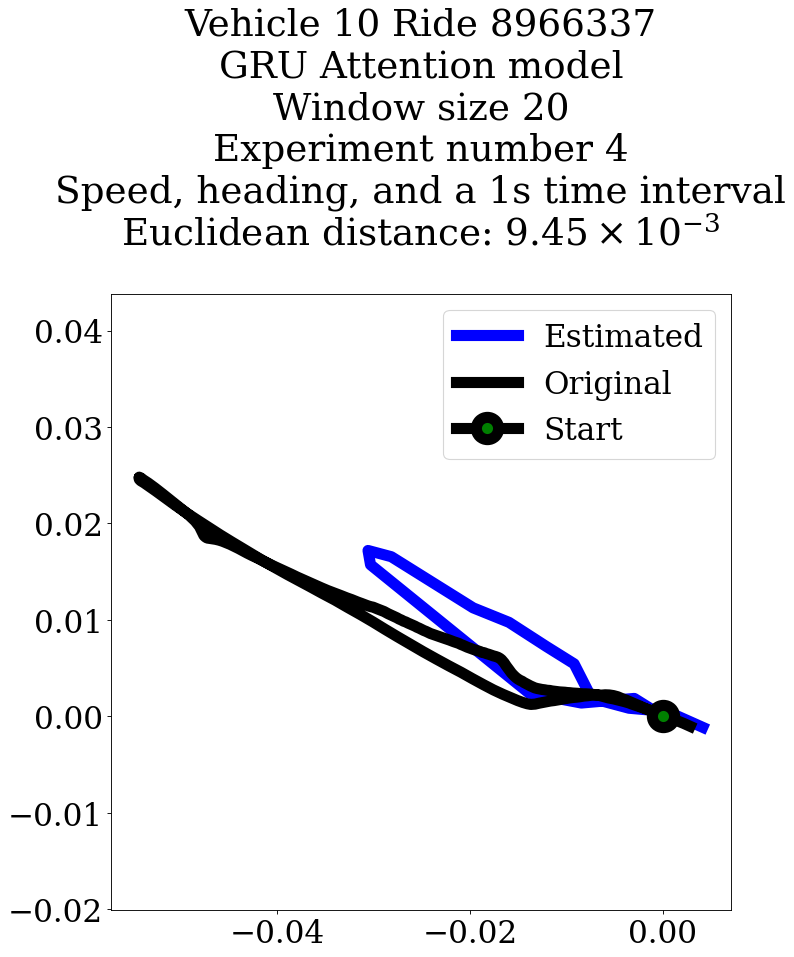 Vehicle 10 Ride 8966337
GRU Attention model
Window size 20
Experiment number 4
Speed, heading, and a 1s time interval
Euclidean distance: 9.45 × 10⁻³
Estimated
Original
Start
0.04
0.03
0.02
0.01
0.00
−0.01
−0.02
−0.04
−0.02
0.00